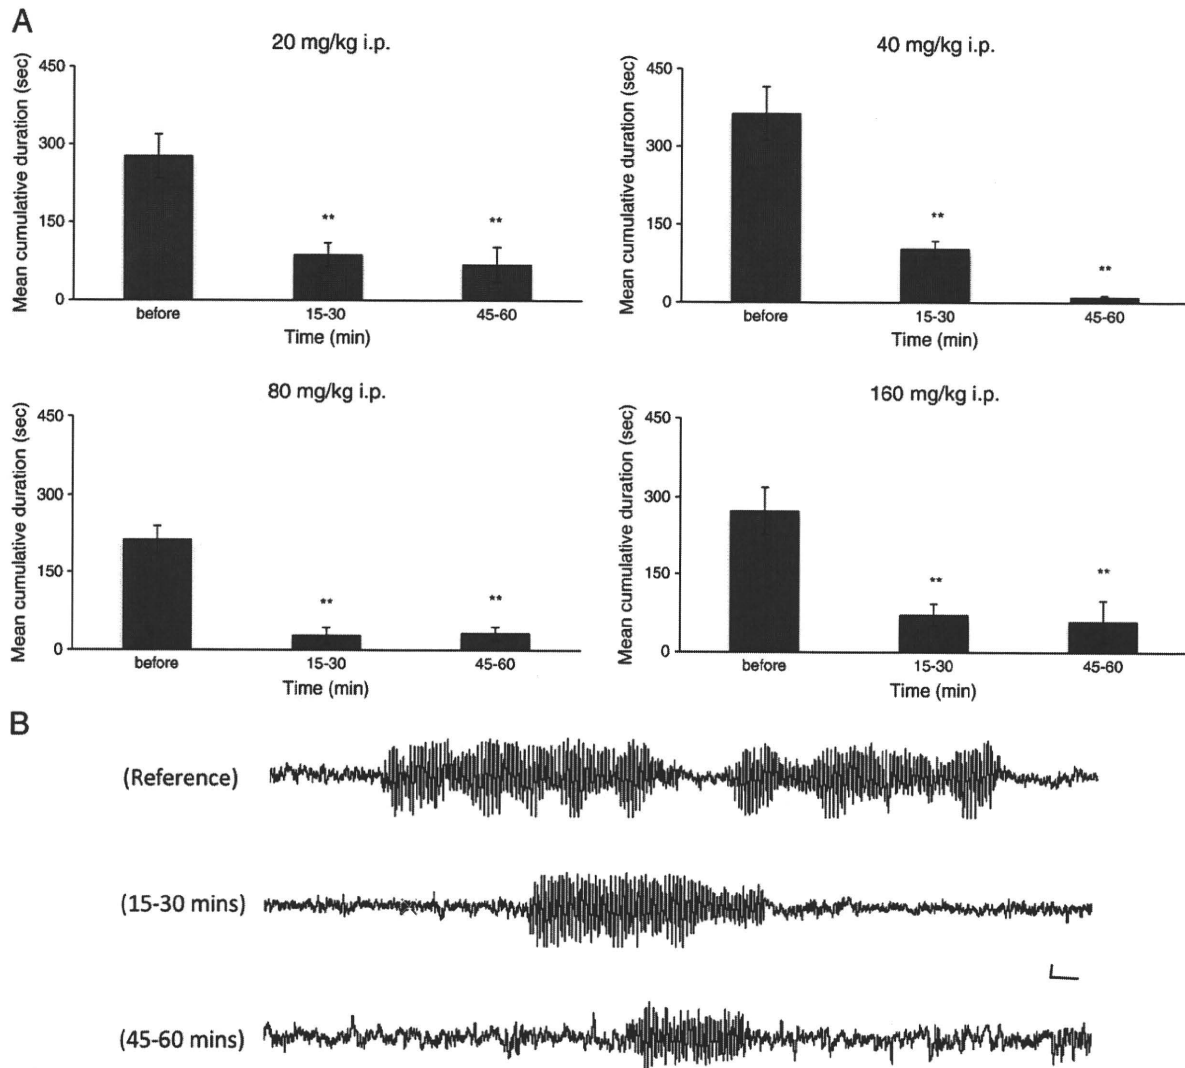 A
20 mg/kg i.p.
Mean cumulative duration (sec)
450
300
150
0
**
**
before
15-30
45-60
Time (min)
40 mg/kg i.p.
Mean cumulative duration (sec)
450
300
150
0
**
**
before
15-30
45-60
Time (min)
80 mg/kg i.p.
Mean cumulative duration (sec)
450
300
150
0
**
**
before
15-30
45-60
Time (min)
160 mg/kg i.p.
Mean cumulative duration (sec)
450
300
150
0
**
**
before
15-30
45-60
Time (min)
B
(Reference)
(15-30 mins)
(45-60 mins)